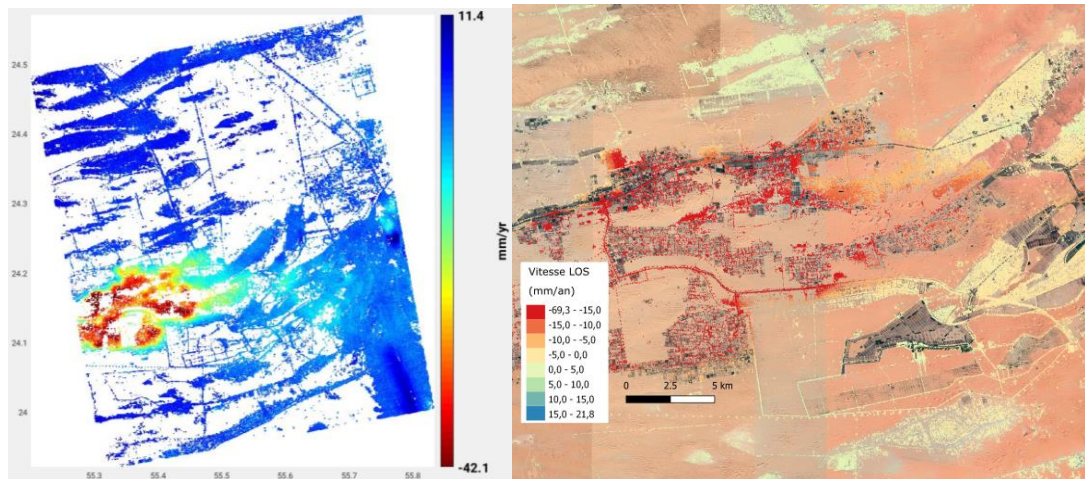 11.4
24.5
24.4
24.3
24.2
24.1
24
mm/yr
-42.1
55.3
55.4
55.5
55.6
55.7
55.8
Vitesse LOS
(mm/an)
-69,3 - -15,0
-15,0 - -10,0
-10,0 - -5,0
-5,0 - 0,0
0,0 - 5,0
5,0 - 10,0
10,0 - 15,0
15,0 - 21,8
0 2.5 5 km